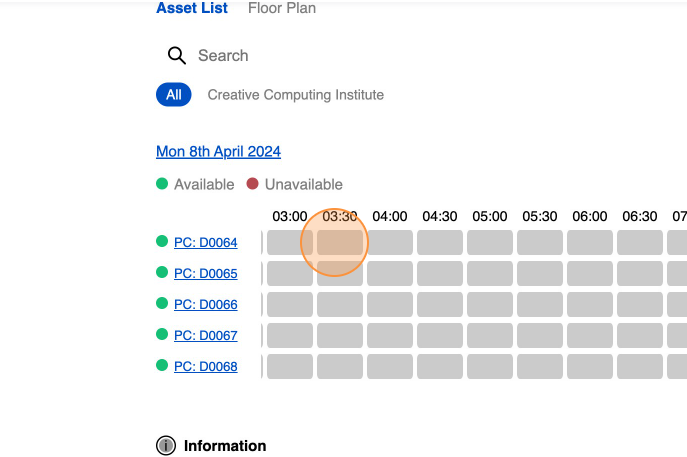 Asset List Floor Plan
Search
All Creative Computing Institute
Mon 8th April 2024
Available Unavailable
03:00 03:30 04:00 04:30 05:00 05:30 06:00 06:30 07
PC: D0064
PC: D0065
PC: D0066
PC: D0067
PC: D0068
i Information